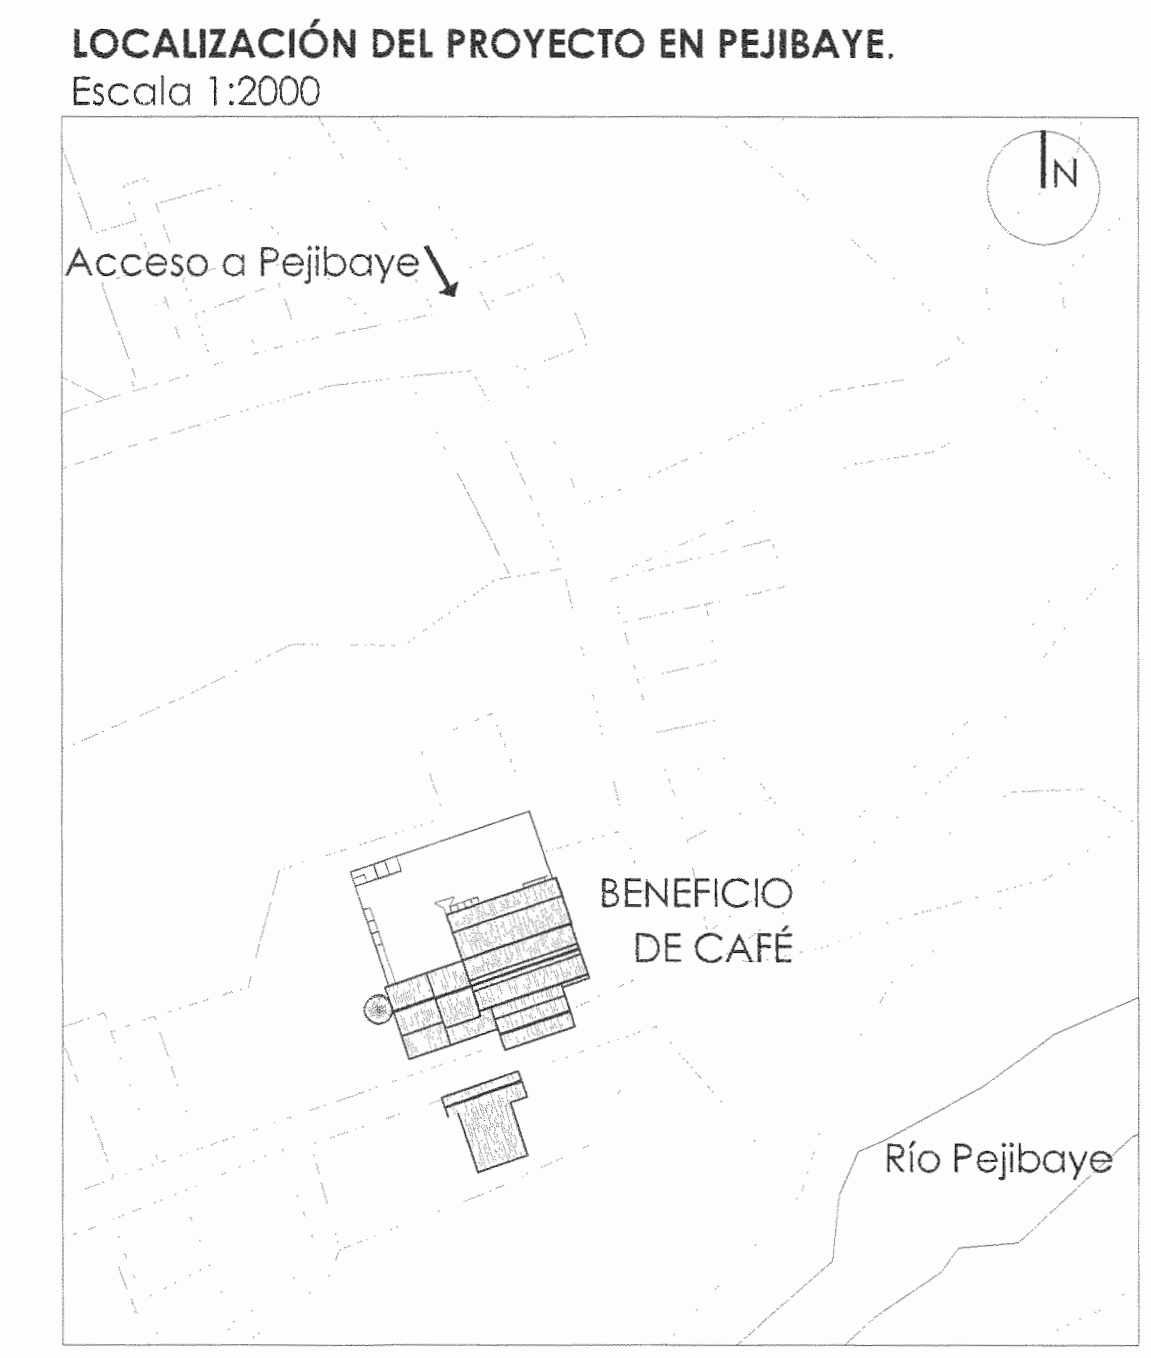 LOCALIZACIÓN DEL PROYECTO EN PEJIBAYE.
Escala 1:2000
N
Acceso a Pejibaye
BENEFICIO
DE CAFÉ
Río Pejibaye